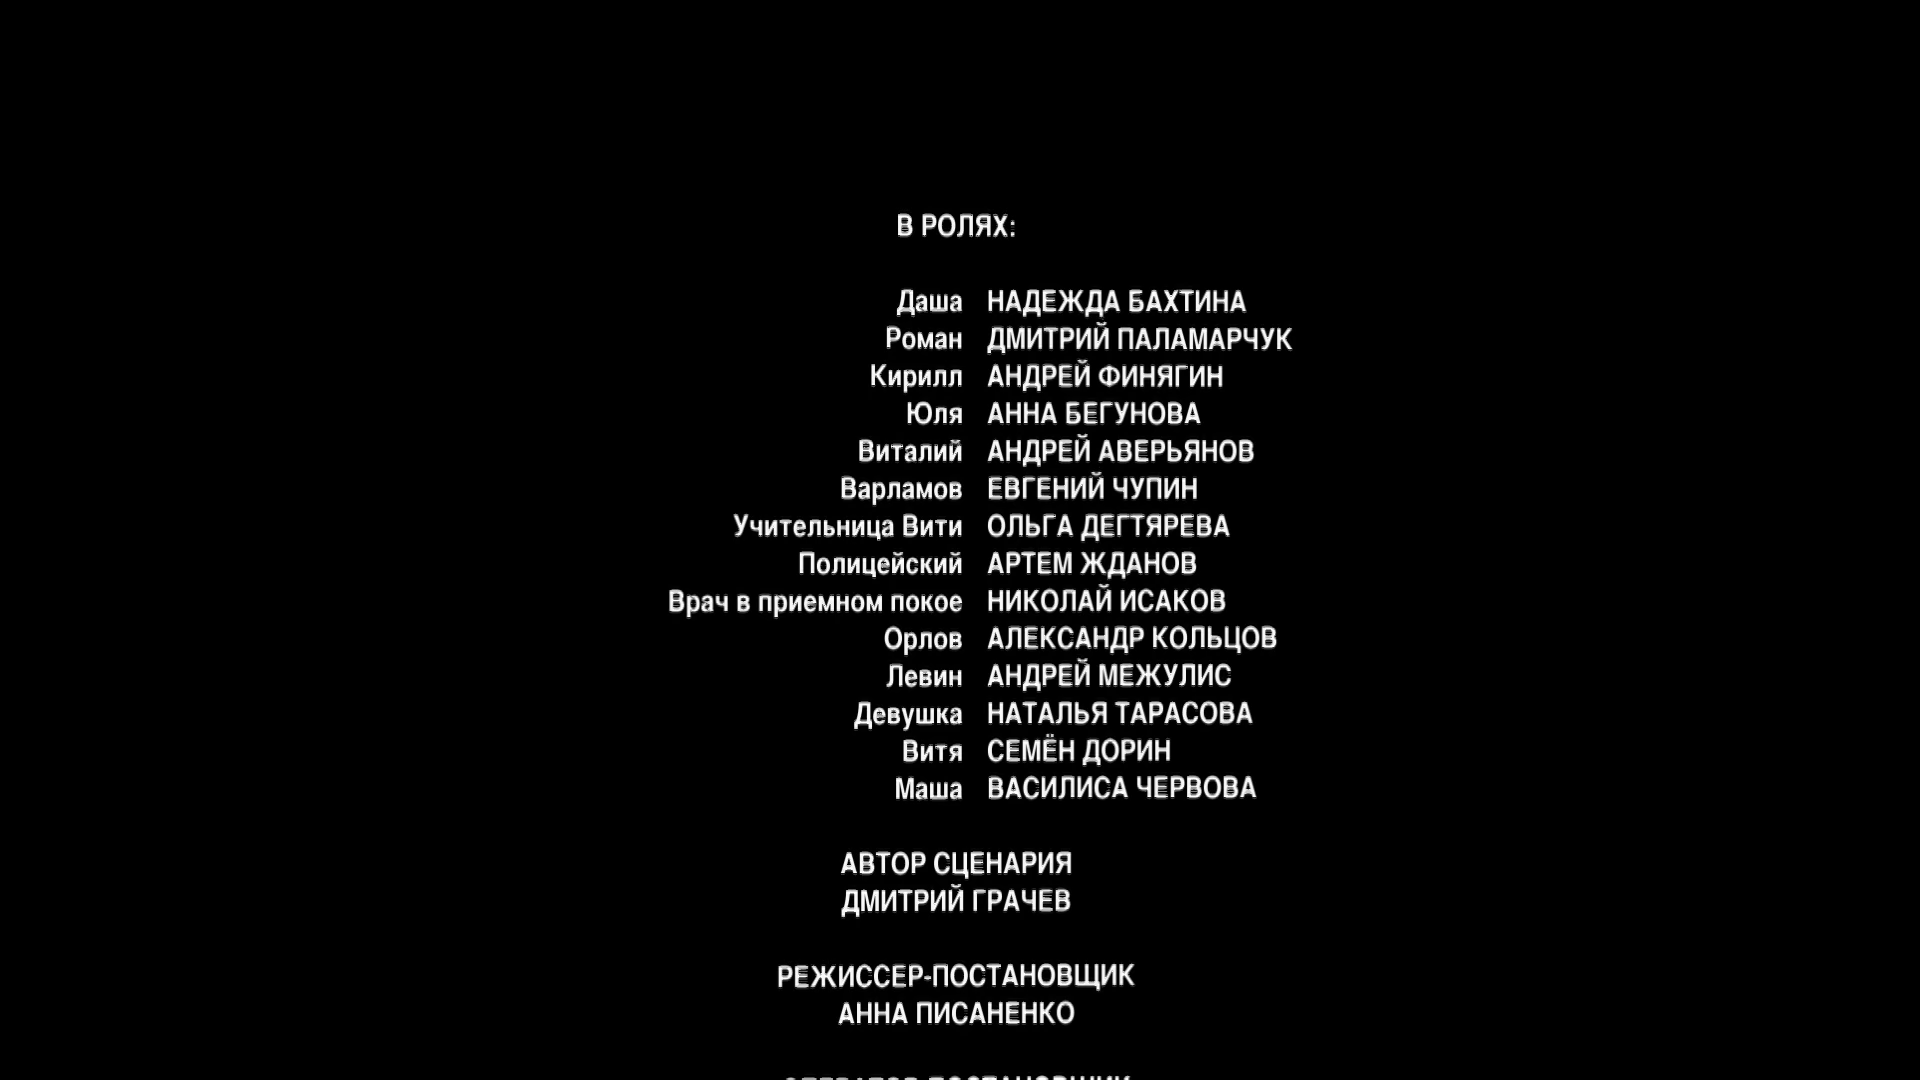 В РОЛЯХ:
Даша НАДЕЖДА БАХТИНА
Роман ДМИТРИЙ ПАЛАМАРЧУК
Кирилл АНДРЕЙ ФИНЯГИН
Юля АННА БЕГУНОВА
Виталий АНДРЕЙ АВЕРЬЯНОВ
Варламов ЕВГЕНИЙ ЧУПИН
Учительница Вити ОЛЬГА ДЕГТЯРЕВА
Полицейский АРТЕМ ЖДАНОВ
Врач в приемном покое НИКОЛАЙ ИСАКОВ
Орлов АЛЕКСАНДР КОЛЬЦОВ
Левин АНДРЕЙ МЕЖУЛИС
Девушка НАТАЛЬЯ ТАРАСОВА
Витя СЕМЁН ДОРИН
Маша ВАСИЛИСА ЧЕРВОВА
АВТОР СЦЕНАРИЯ
ДМИТРИЙ ГРАЧЕВ
РЕЖИССЕР-ПОСТАНОВЩИК
АННА ПИСАНЕНКО